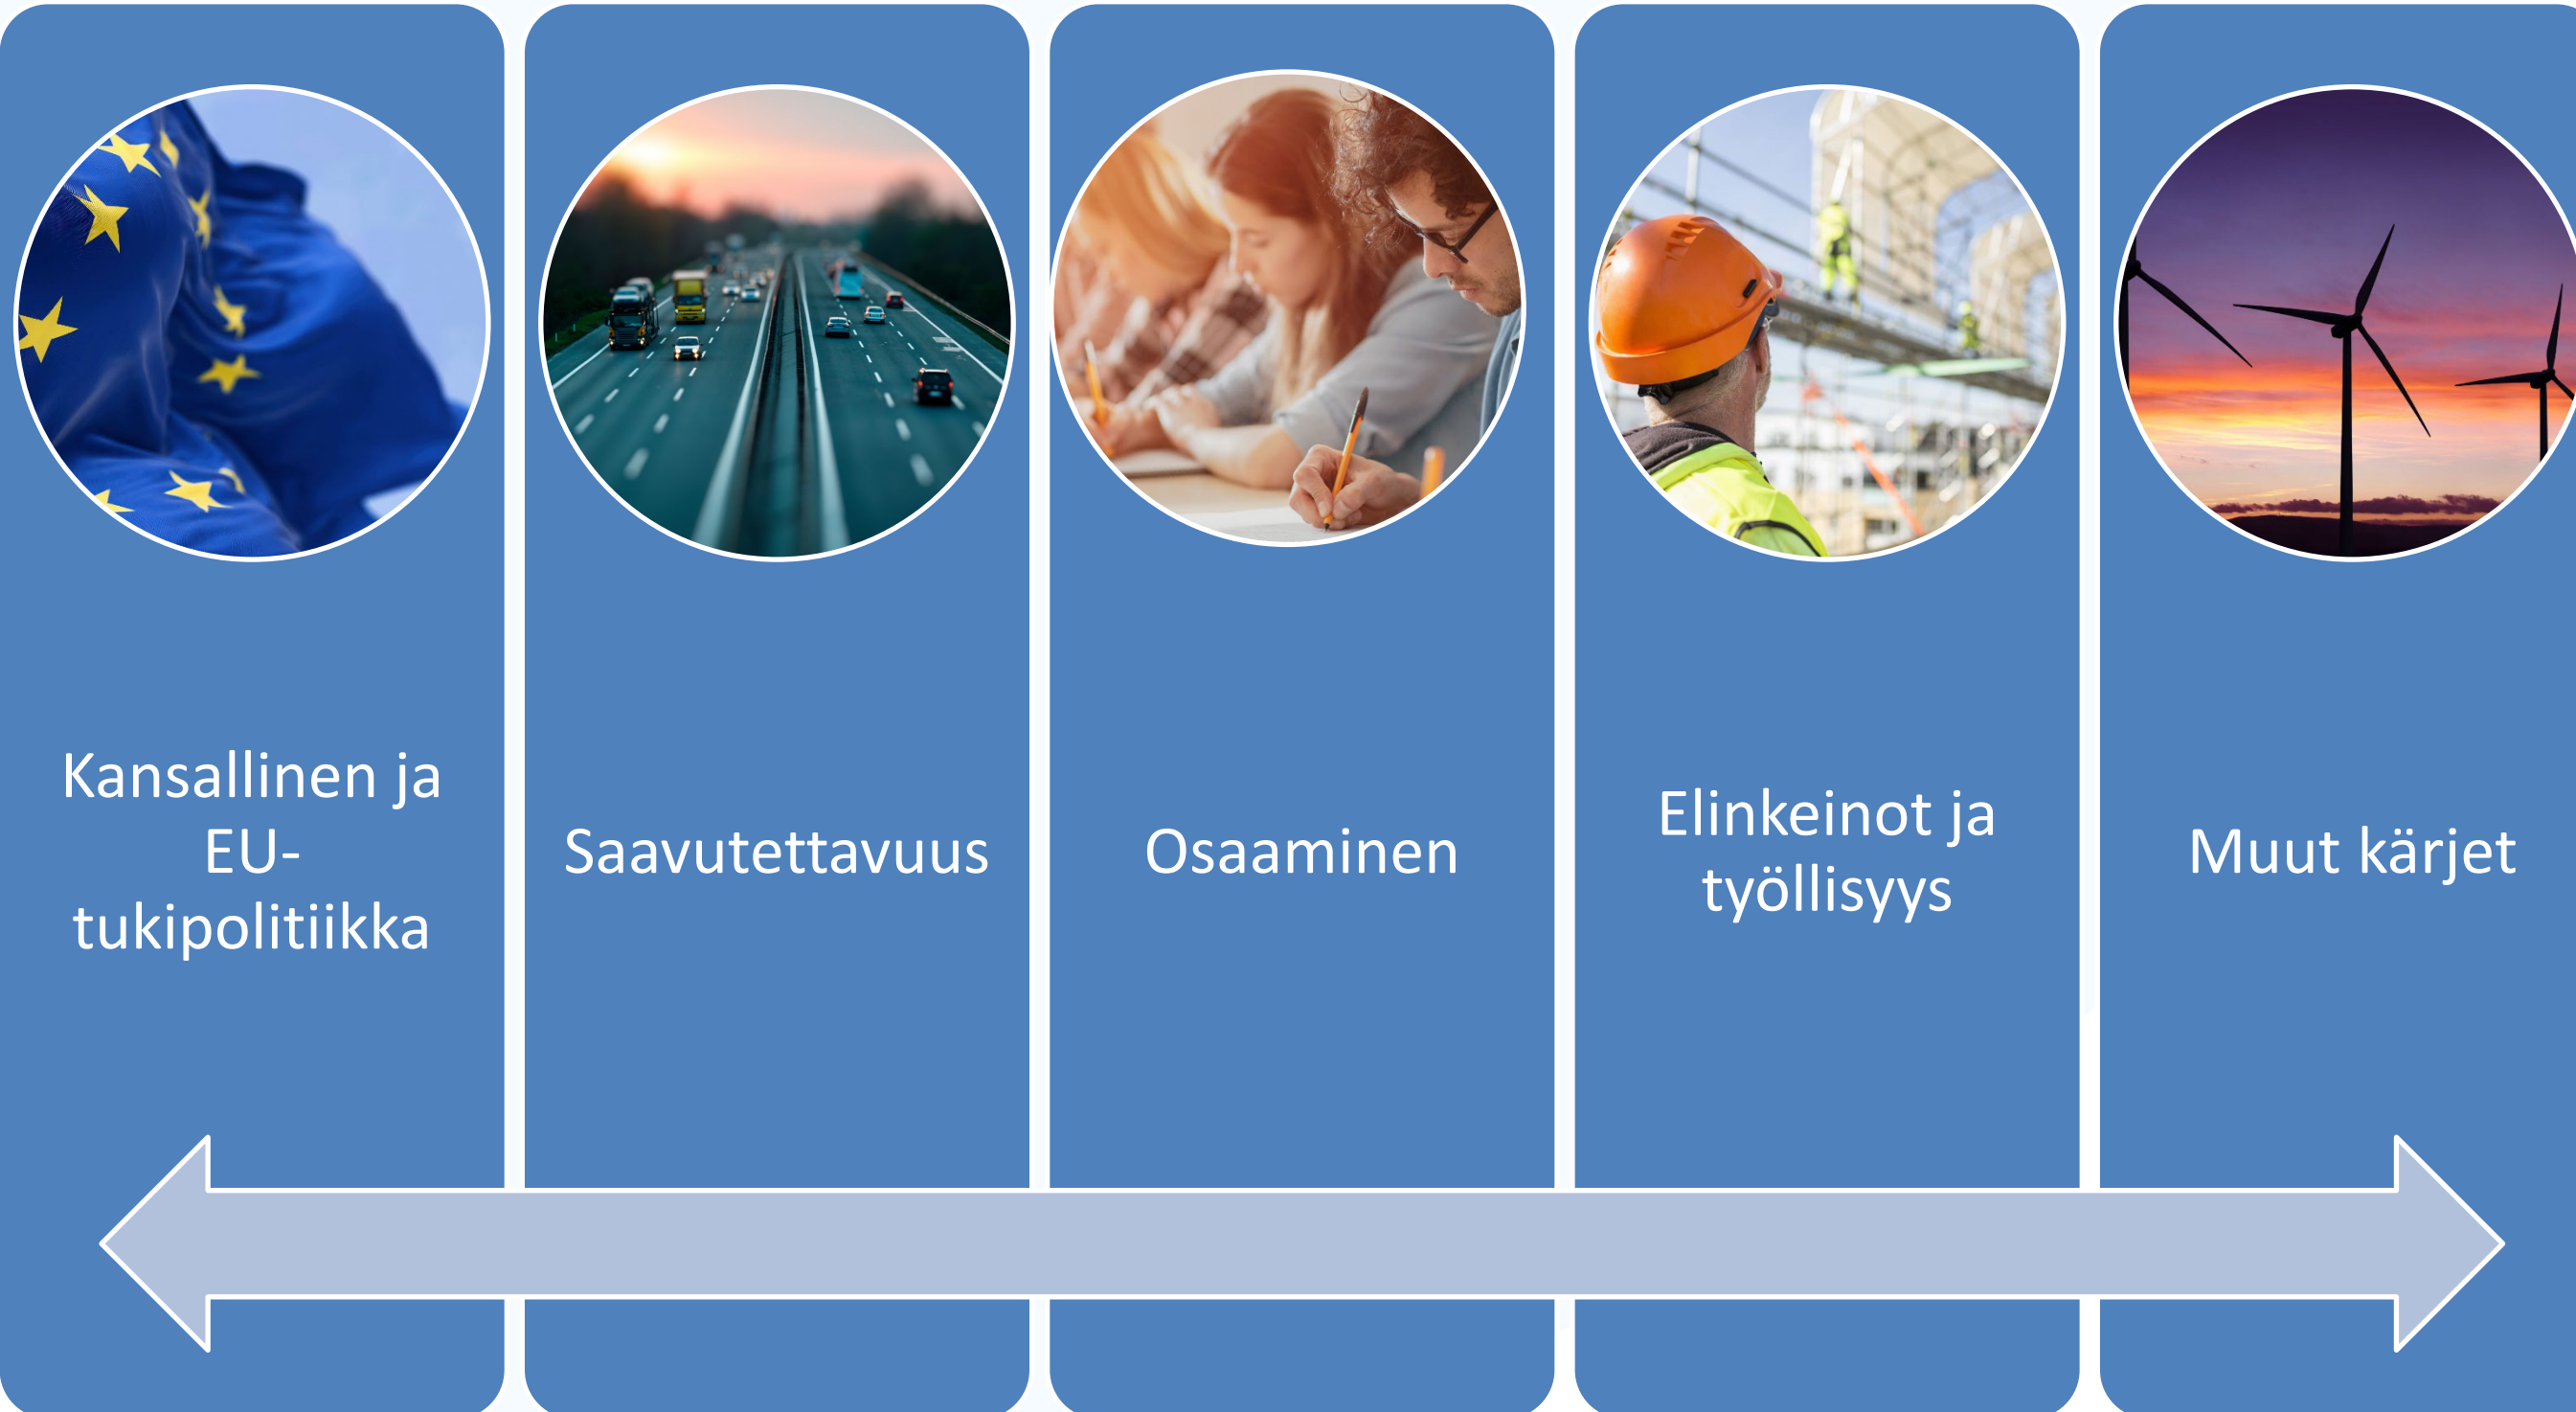 Kansallinen ja
EU-
tukipolitiikka
Saavutettavuus
Osaaminen
Elinkeinot ja
työllisyys
Muut kärjet